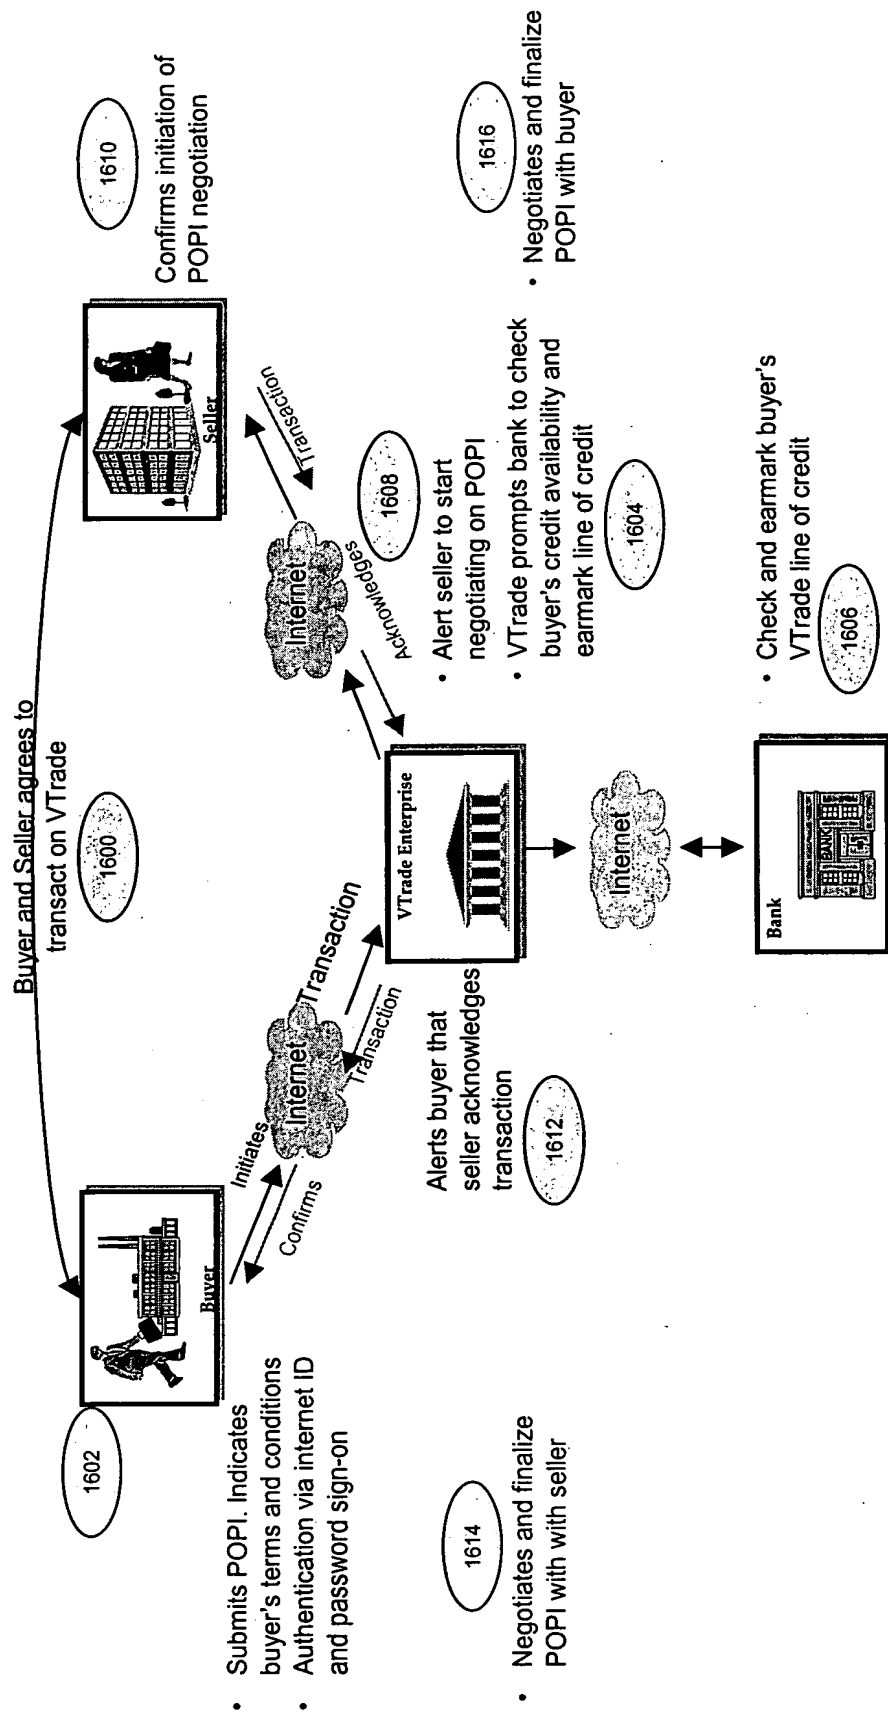 Buyer and Seller agrees to
transact on VTrade
1600
1602
Buyer
• Submits POPI. Indicates
buyer's terms and conditions
• Authentication via internet ID
and password sign-on
Initiates
Confirms
Internet
Transaction
Transaction
Seller
1610
Confirms initiation of
POPI negotiation
Transaction
Internet
Acknowledges
1608
VTrade Enterprise
• Alert seller to start
negotiating on POPI
• VTrade prompts bank to check
buyer's credit availability and
earmark line of credit
1604
Alerts buyer that
seller acknowledges
transaction
1612
1614
• Negotiates and finalize
POPI with with seller
1616
• Negotiates and finalize
POPI with buyer
Internet
Bank
BANK
• Check and earmark buyer's
VTrade line of credit
1606